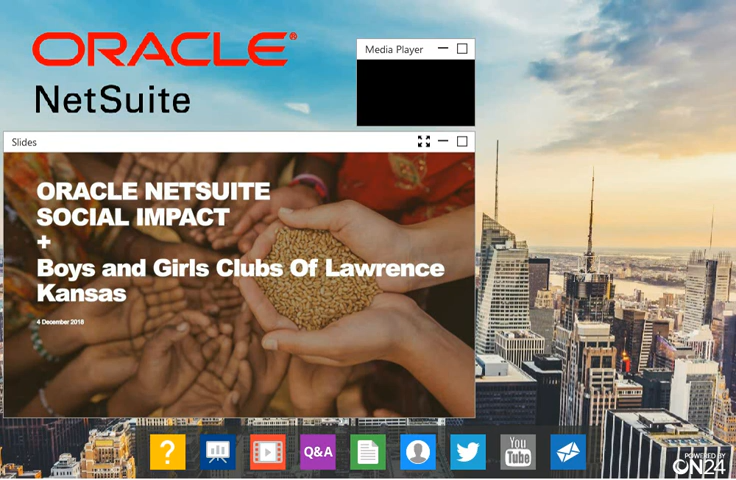 ORACLE®
NetSuite
Media Player
Slides
ORACLE NETSUITE
SOCIAL IMPACT
+
Boys and Girls Clubs Of Lawrence
Kansas
4 December 2018
?
Q&A
You
Tube
POWERED BY
ON24